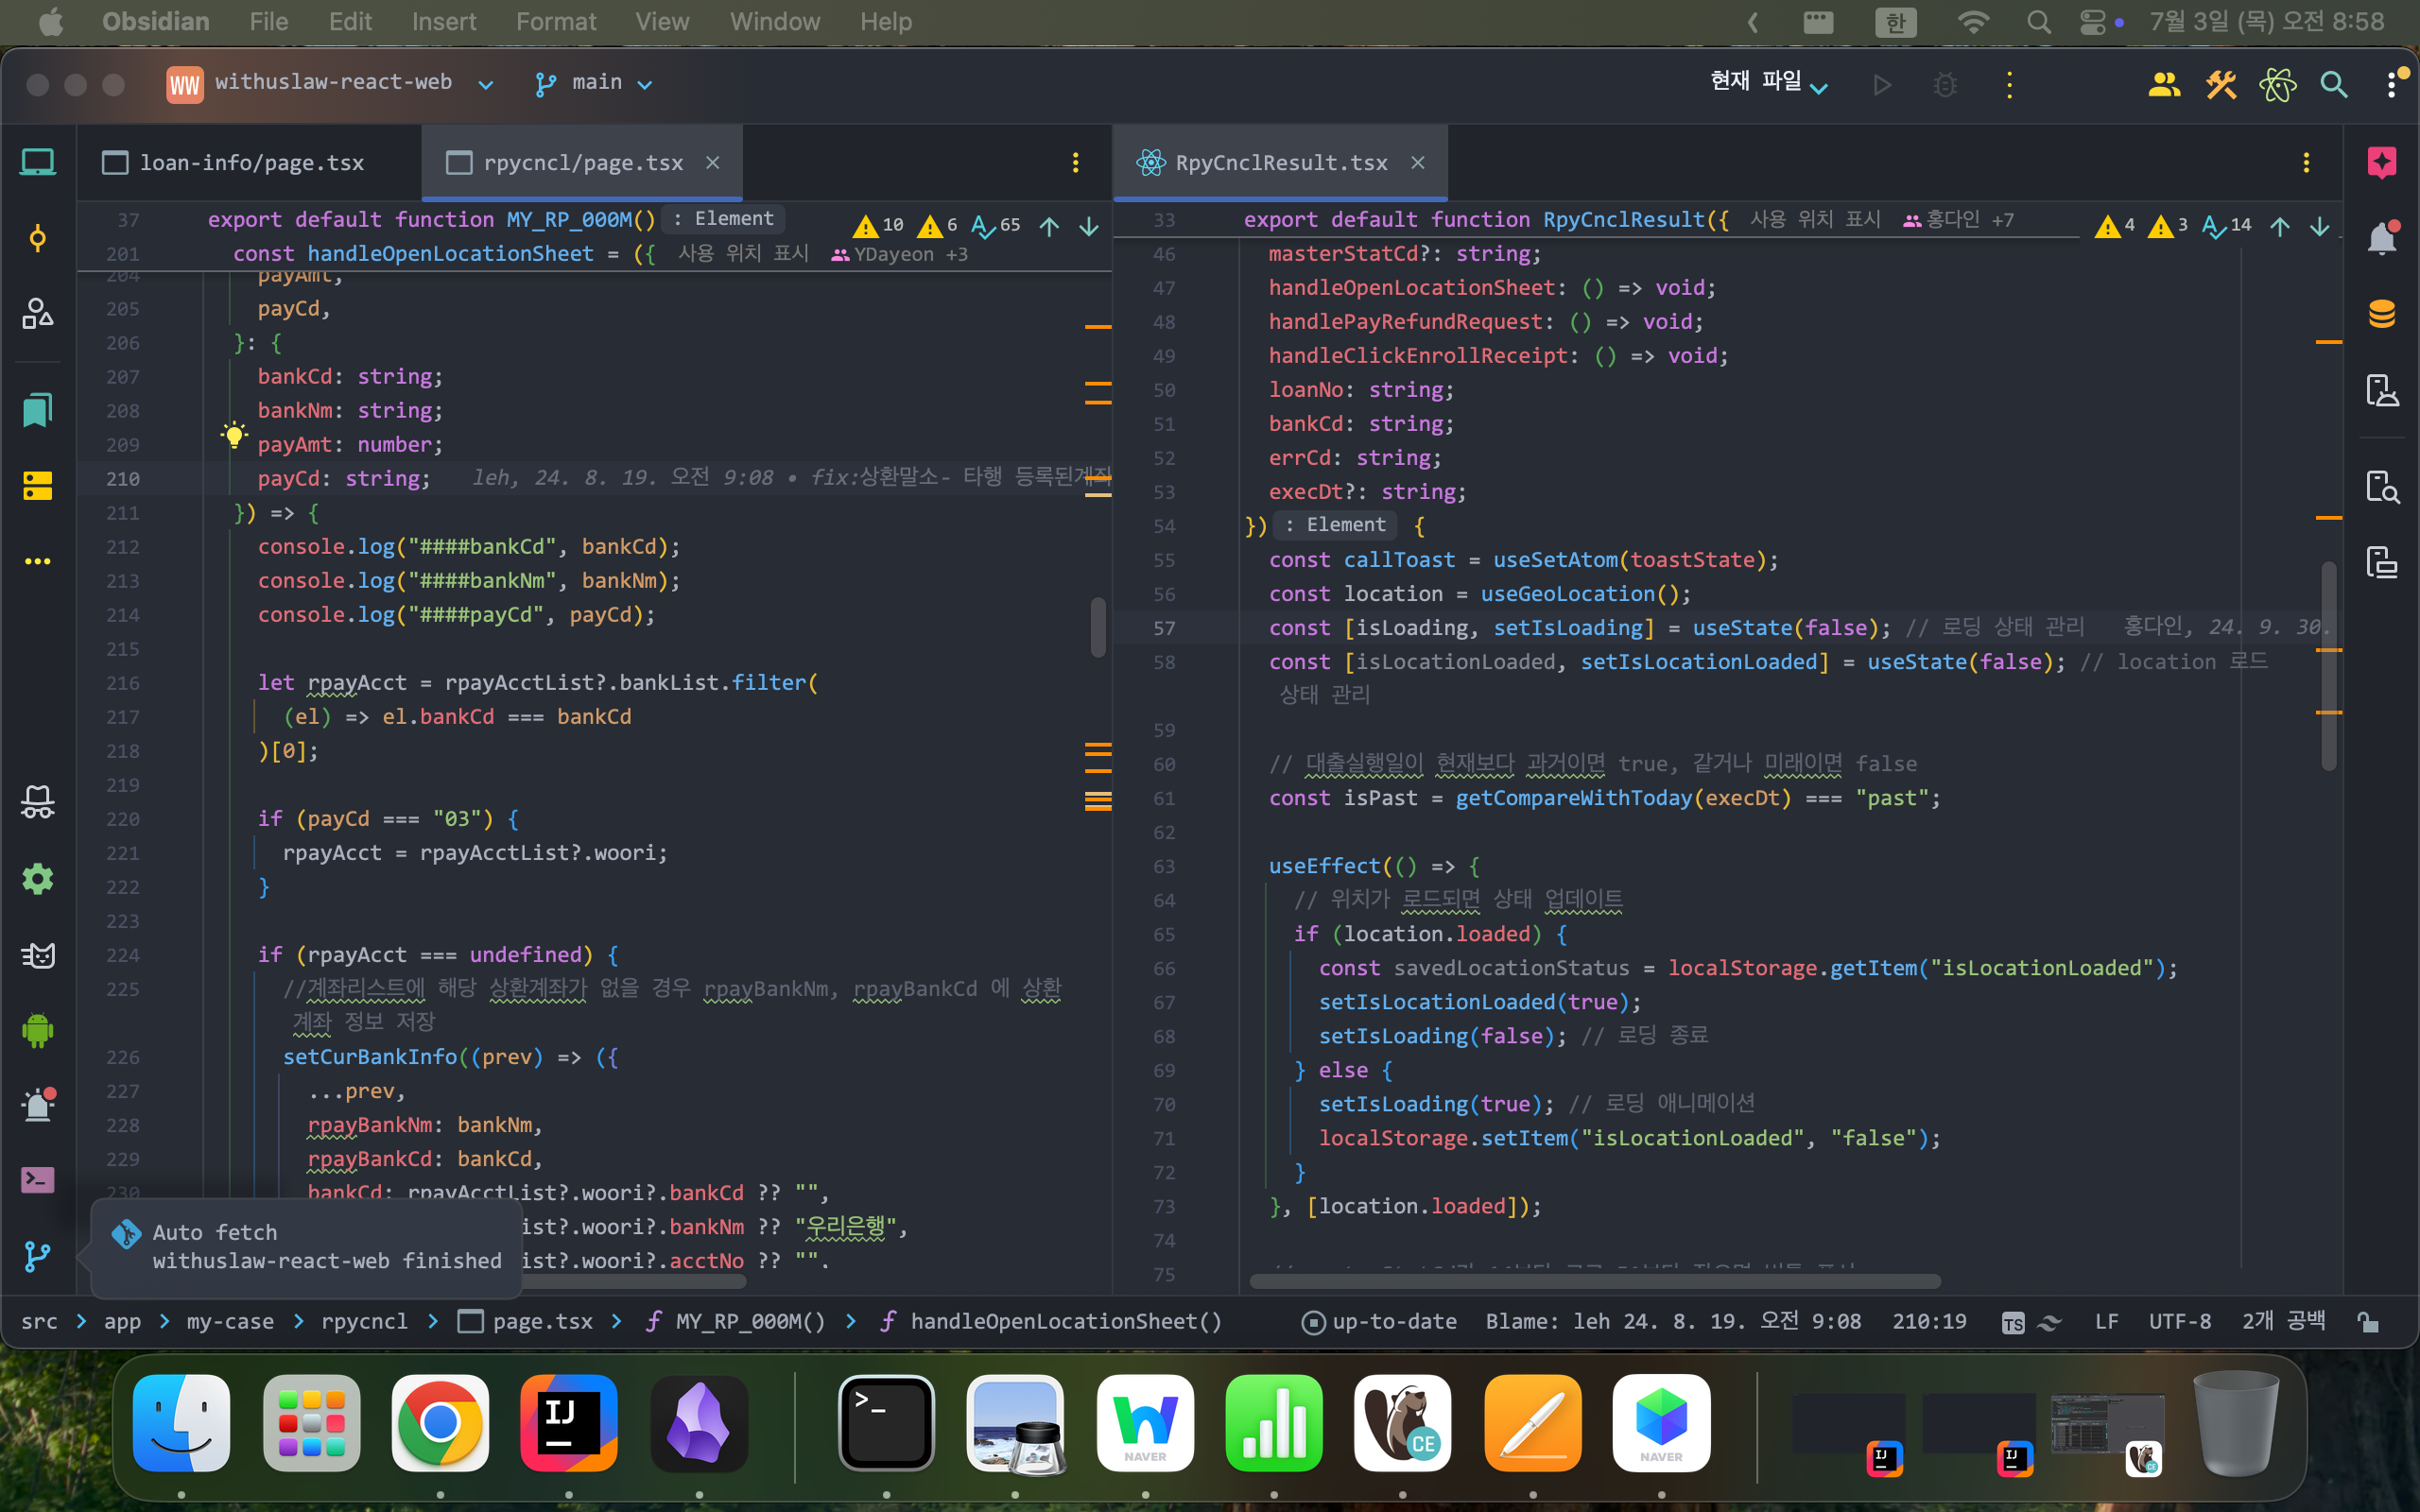 Obsidian File Edit Insert Format View Window Help 한 7월 3일 (목) 오전 8:58
WW withuslaw-react-web main 현재 파일
loan-info/page.tsx rpycncl/page.tsx RpyCnclResult.tsx
37 export default function MY_RP_000M() : Element 10 6 65
201 const handleOpenLocationSheet = ({ 사용 위치 표시 YDayeon +3
204 payAmt,
205 payCd,
206 }: {
207 bankCd: string;
208 bankNm: string;
209 payAmt: number;
210 payCd: string; leh, 24. 8. 19. 오전 9:08 • fix:상환말소- 타행 등록된계좌
211 }) => {
212 console.log("####bankCd", bankCd);
213 console.log("####bankNm", bankNm);
214 console.log("####payCd", payCd);
215
216 let rpayAcct = rpayAcctList?.bankList.filter(
217 (el) => el.bankCd === bankCd
218 )[0];
219
220 if (payCd === "03") {
221 rpayAcct = rpayAcctList?.woori;
222 }
223
224 if (rpayAcct === undefined) {
225 //계좌리스트에 해당 상환계좌가 없을 경우 rpayBankNm, rpayBankCd 에 상환
계좌 정보 저장
226 setCurBankInfo((prev) => ({
227 ...prev,
228 rpayBankNm: bankNm,
229 rpayBankCd: bankCd,
230 bankCd: rpayAcctList?.woori?.bankCd ?? "",
ist?.woori?.bankNm ?? "우리은행",
ist?.woori?.acctNo ?? "",
33 export default function RpyCnclResult({ 사용 위치 표시 홍다인 +7 4 3 14
46 masterStatCd?: string;
47 handleOpenLocationSheet: () => void;
48 handlePayRefundRequest: () => void;
49 handleClickEnrollReceipt: () => void;
50 loanNo: string;
51 bankCd: string;
52 errCd: string;
53 execDt?: string;
54 }) : Element {
55 const callToast = useSetAtom(toastState);
56 const location = useGeoLocation();
57 const [isLoading, setIsLoading] = useState(false); // 로딩 상태 관리 홍다인, 24. 9. 30.
58 const [isLocationLoaded, setIsLocationLoaded] = useState(false); // location 로드
상태 관리
59
60 // 대출실행일이 현재보다 과거이면 true, 같거나 미래이면 false
61 const isPast = getCompareWithToday(execDt) === "past";
62
63 useEffect(() => {
64 // 위치가 로드되면 상태 업데이트
65 if (location.loaded) {
66 const savedLocationStatus = localStorage.getItem("isLocationLoaded");
67 setIsLocationLoaded(true);
68 setIsLoading(false); // 로딩 종료
69 } else {
70 setIsLoading(true); // 로딩 애니메이션
71 localStorage.setItem("isLocationLoaded", "false");
72 }
73 }, [location.loaded]);
74
75
Auto fetch
withuslaw-react-web finished
src app my-case rpycncl page.tsx MY_RP_000M() handleOpenLocationSheet() up-to-date Blame: leh 24. 8. 19. 오전 9:08 210:19 TS LF UTF-8 2개 공백
IJ >_ NAVER CE NAVER IJ IJ